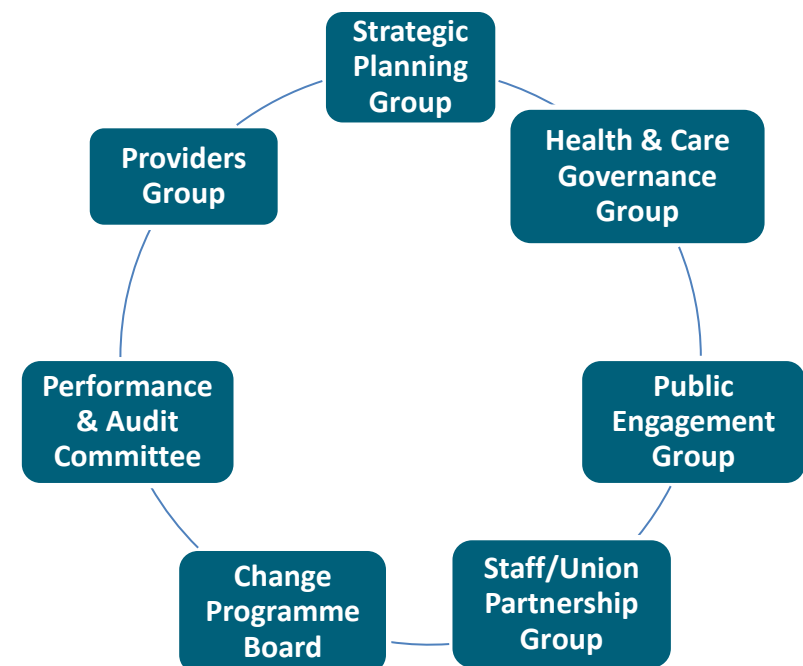 Strategic
Planning
Group
Health & Care
Governance
Group
Public
Engagement
Group
Staff/Union
Partnership
Group
Change
Programme
Board
Performance
& Audit
Committee
Providers
Group